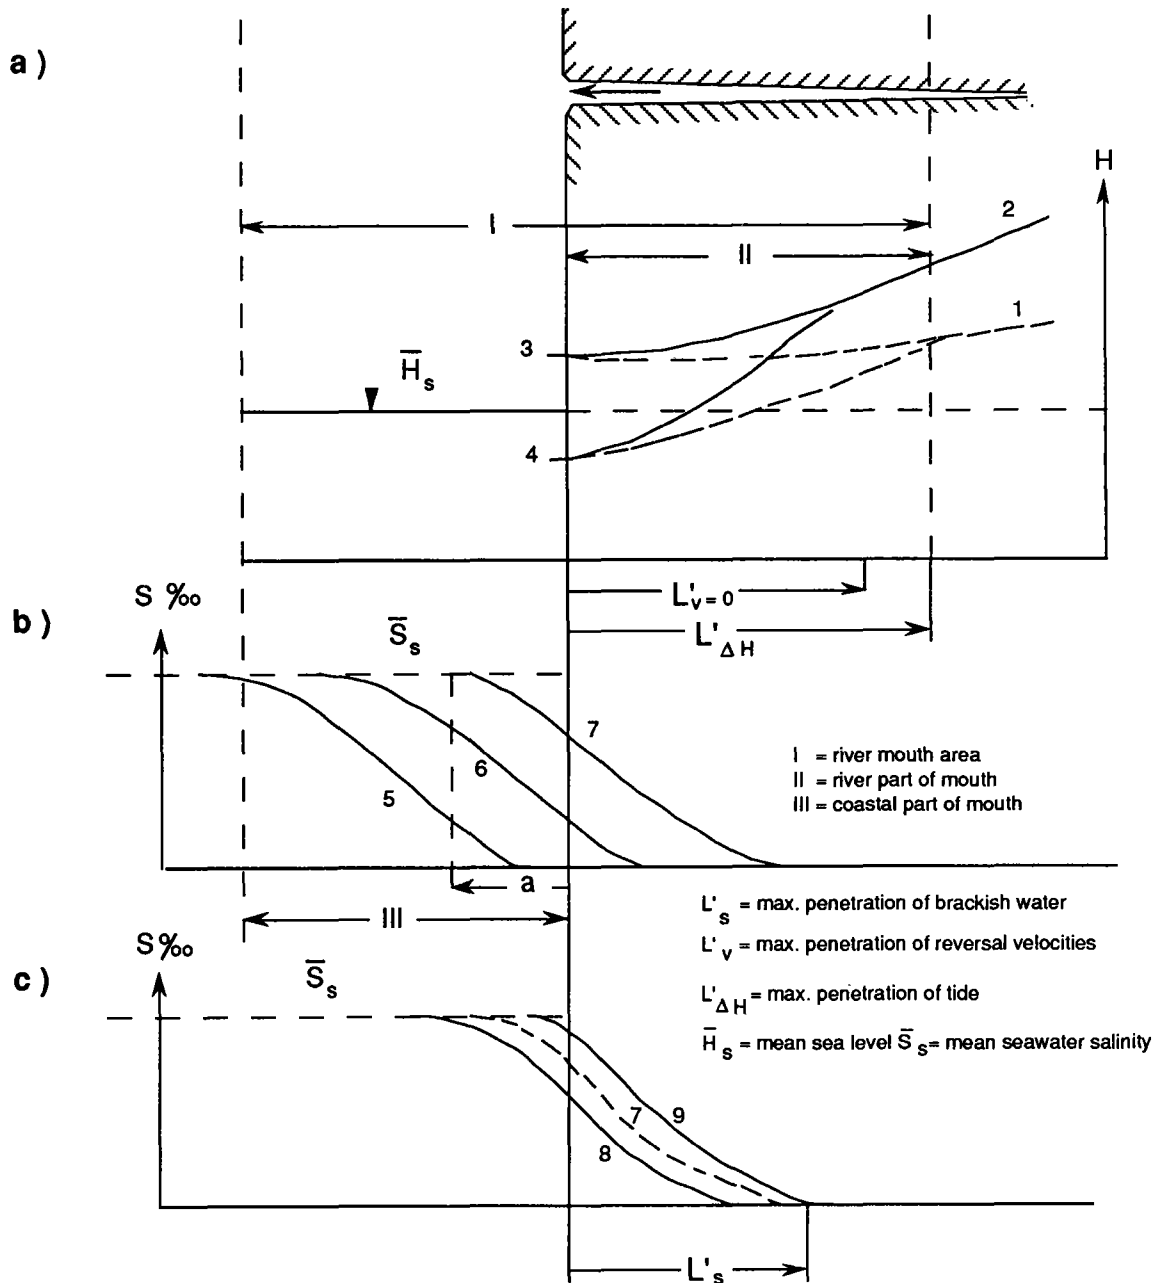 a )
H
I
2
II
1
3
H̅s
4
L'v = 0
S ‰
b )
S̅s
L'ΔH
7
I = river mouth area
6
II = river part of mouth
5
III = coastal part of mouth
a
L's = max. penetration of brackish water
III
S‰
L'v = max. penetration of reversal velocities
c )
S̅s
L'ΔH = max. penetration of tide
H̅s = mean sea level S̅s = mean seawater salinity
7
9
8
L's